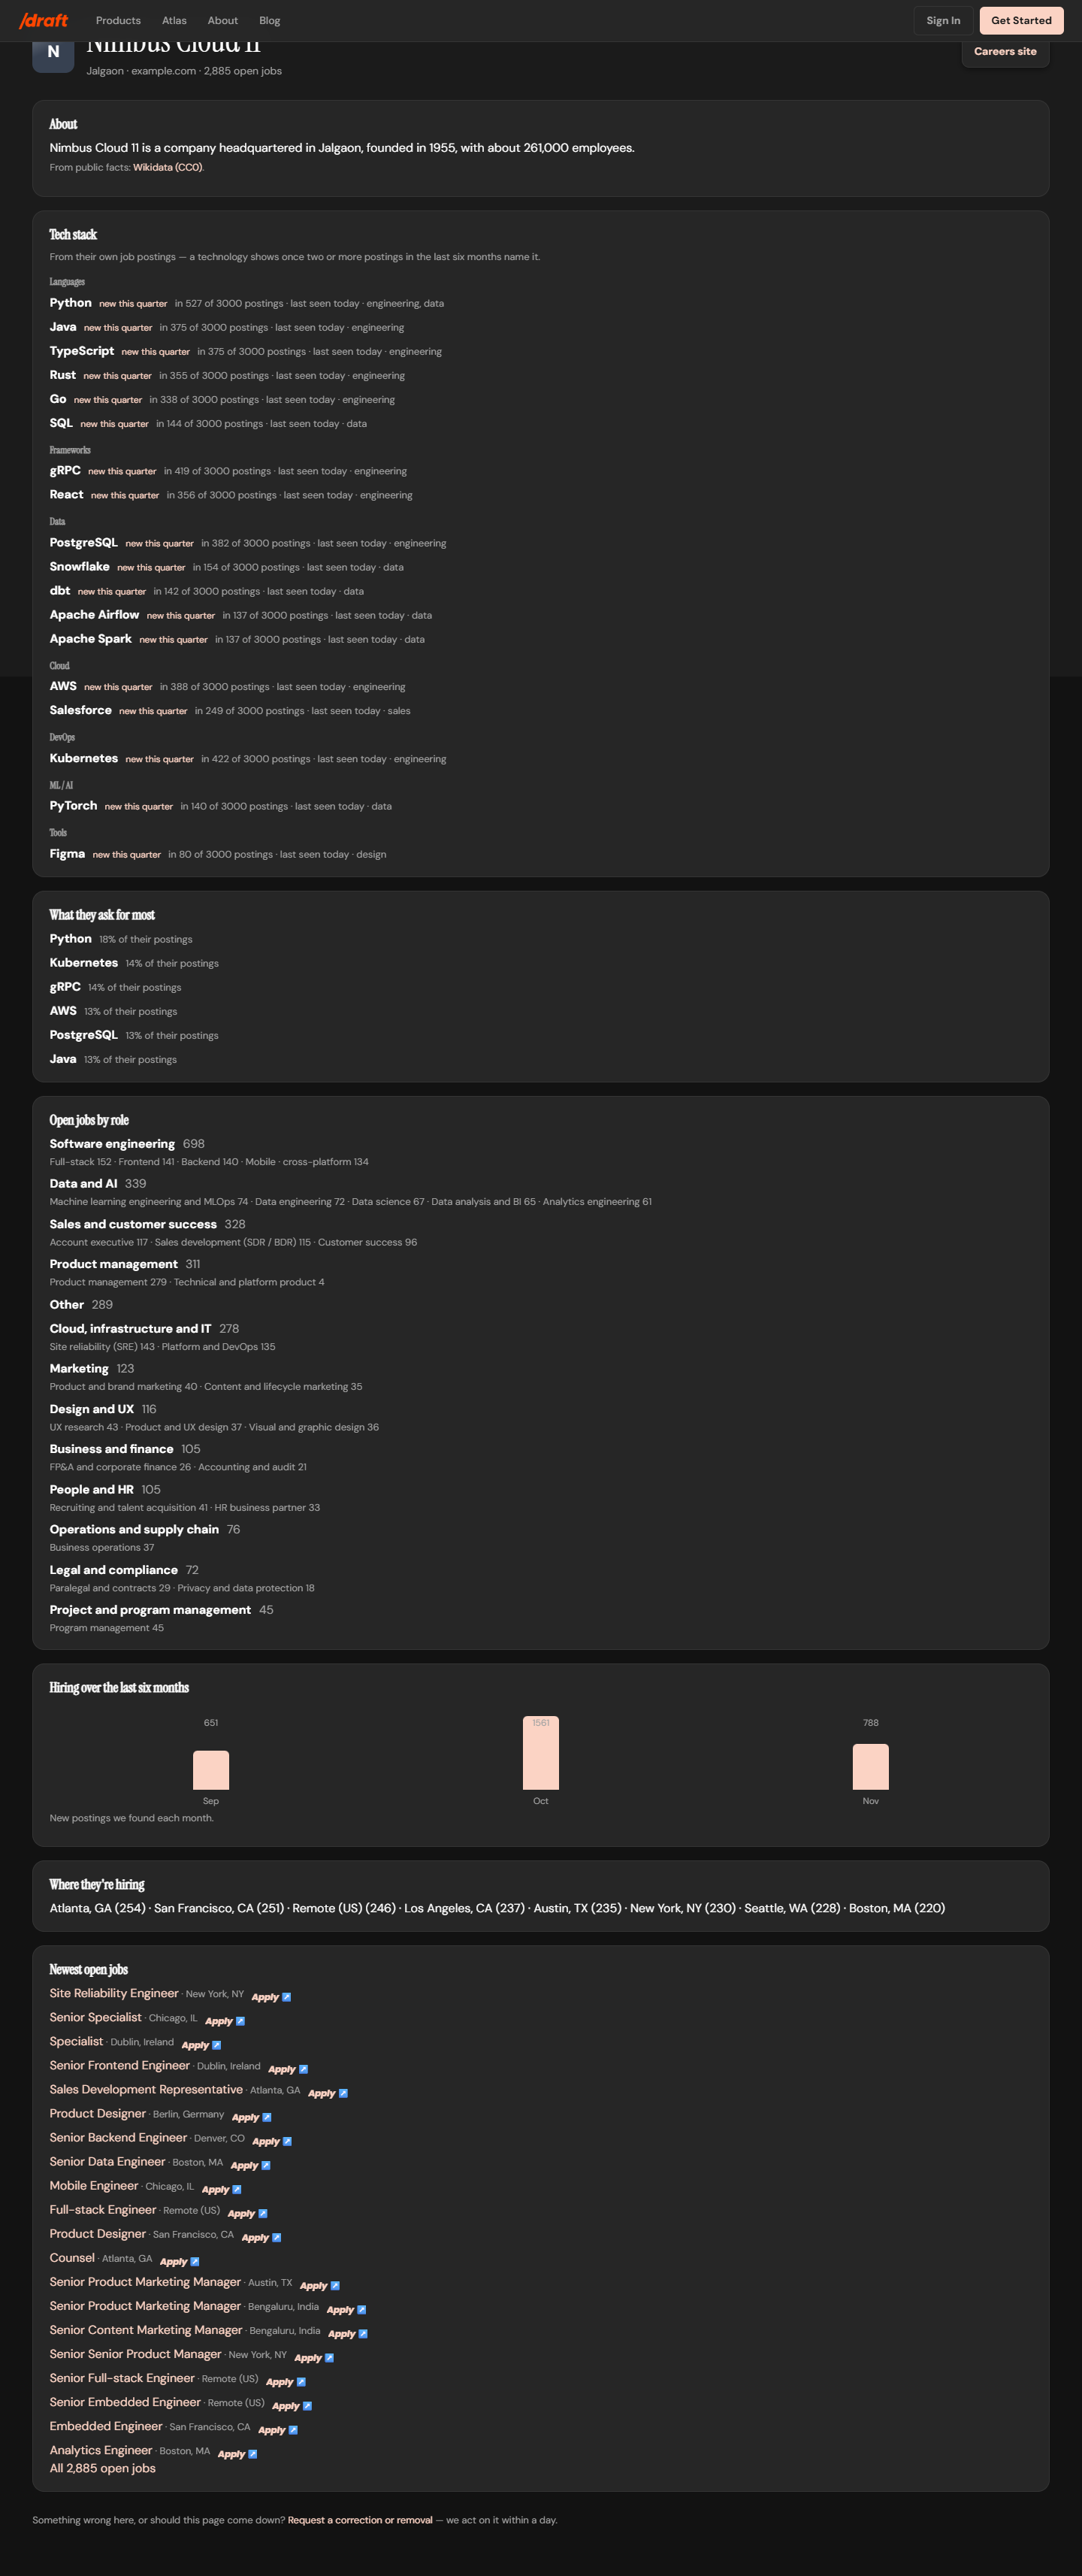 /draft Products Atlas About Blog Sign In Get Started
N Nimbus Cloud 11 Careers site
Jalgaon · example.com · 2,885 open jobs
About
Nimbus Cloud 11 is a company headquartered in Jalgaon, founded in 1955, with about 261,000 employees.
From public facts: Wikidata (CC0).
Tech stack
From their own job postings — a technology shows once two or more postings in the last six months name it.
Languages
Python new this quarter in 527 of 3000 postings · last seen today · engineering, data
Java new this quarter in 375 of 3000 postings · last seen today · engineering
TypeScript new this quarter in 375 of 3000 postings · last seen today · engineering
Rust new this quarter in 355 of 3000 postings · last seen today · engineering
Go new this quarter in 338 of 3000 postings · last seen today · engineering
SQL new this quarter in 144 of 3000 postings · last seen today · data
Frameworks
gRPC new this quarter in 419 of 3000 postings · last seen today · engineering
React new this quarter in 356 of 3000 postings · last seen today · engineering
Data
PostgreSQL new this quarter in 382 of 3000 postings · last seen today · engineering
Snowflake new this quarter in 154 of 3000 postings · last seen today · data
dbt new this quarter in 142 of 3000 postings · last seen today · data
Apache Airflow new this quarter in 137 of 3000 postings · last seen today · data
Apache Spark new this quarter in 137 of 3000 postings · last seen today · data
Cloud
AWS new this quarter in 388 of 3000 postings · last seen today · engineering
Salesforce new this quarter in 249 of 3000 postings · last seen today · sales
DevOps
Kubernetes new this quarter in 422 of 3000 postings · last seen today · engineering
ML / AI
PyTorch new this quarter in 140 of 3000 postings · last seen today · data
Tools
Figma new this quarter in 80 of 3000 postings · last seen today · design
What they ask for most
Python 18% of their postings
Kubernetes 14% of their postings
gRPC 14% of their postings
AWS 13% of their postings
PostgreSQL 13% of their postings
Java 13% of their postings
Open jobs by role
Software engineering 698
Full-stack 152 · Frontend 141 · Backend 140 · Mobile · cross-platform 134
Data and AI 339
Machine learning engineering and MLOps 74 · Data engineering 72 · Data science 67 · Data analysis and BI 65 · Analytics engineering 61
Sales and customer success 328
Account executive 117 · Sales development (SDR / BDR) 115 · Customer success 96
Product management 311
Product management 279 · Technical and platform product 4
Other 289
Cloud, infrastructure and IT 278
Site reliability (SRE) 143 · Platform and DevOps 135
Marketing 123
Product and brand marketing 40 · Content and lifecycle marketing 35
Design and UX 116
UX research 43 · Product and UX design 37 · Visual and graphic design 36
Business and finance 105
FP&A and corporate finance 26 · Accounting and audit 21
People and HR 105
Recruiting and talent acquisition 41 · HR business partner 33
Operations and supply chain 76
Business operations 37
Legal and compliance 72
Paralegal and contracts 29 · Privacy and data protection 18
Project and program management 45
Program management 45
Hiring over the last six months
651 1561 788
Sep Oct Nov
New postings we found each month.
Where they're hiring
Atlanta, GA (254) · San Francisco, CA (251) · Remote (US) (246) · Los Angeles, CA (237) · Austin, TX (235) · New York, NY (230) · Seattle, WA (228) · Boston, MA (220)
Newest open jobs
Site Reliability Engineer · New York, NY Apply ↗
Senior Specialist · Chicago, IL Apply ↗
Specialist · Dublin, Ireland Apply ↗
Senior Frontend Engineer · Dublin, Ireland Apply ↗
Sales Development Representative · Atlanta, GA Apply ↗
Product Designer · Berlin, Germany Apply ↗
Senior Backend Engineer · Denver, CO Apply ↗
Senior Data Engineer · Boston, MA Apply ↗
Mobile Engineer · Chicago, IL Apply ↗
Full-stack Engineer · Remote (US) Apply ↗
Product Designer · San Francisco, CA Apply ↗
Counsel · Atlanta, GA Apply ↗
Senior Product Marketing Manager · Austin, TX Apply ↗
Senior Product Marketing Manager · Bengaluru, India Apply ↗
Senior Content Marketing Manager · Bengaluru, India Apply ↗
Senior Senior Product Manager · New York, NY Apply ↗
Senior Full-stack Engineer · Remote (US) Apply ↗
Senior Embedded Engineer · Remote (US) Apply ↗
Embedded Engineer · San Francisco, CA Apply ↗
Analytics Engineer · Boston, MA Apply ↗
All 2,885 open jobs
Something wrong here, or should this page come down? Request a correction or removal — we act on it within a day.